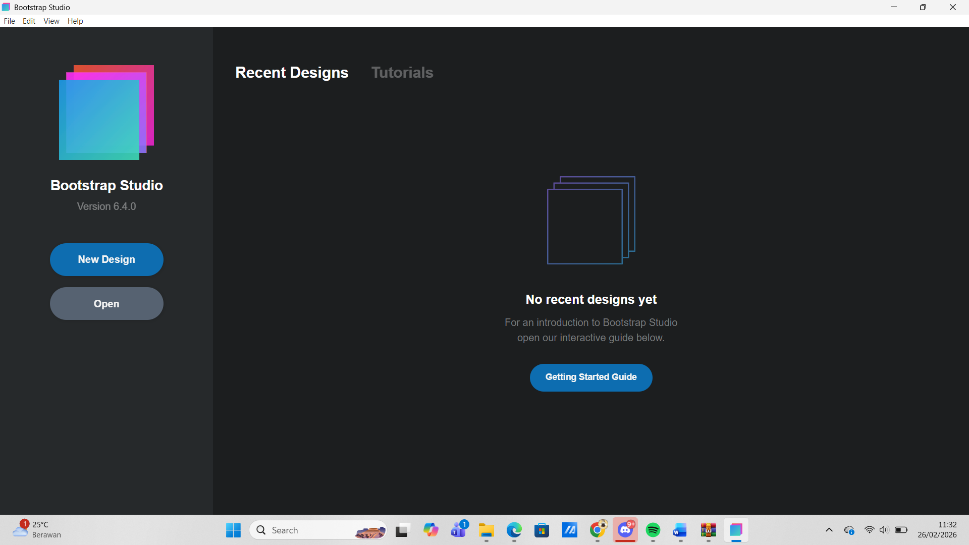 Bootstrap Studio
File Edit View Help
Recent Designs Tutorials
Bootstrap Studio
Version 6.4.0
New Design
Open
No recent designs yet
For an introduction to Bootstrap Studio
open our interactive guide below.
Getting Started Guide
1
25°C
Berawan
Search
1
9+
11:32
26/02/2026